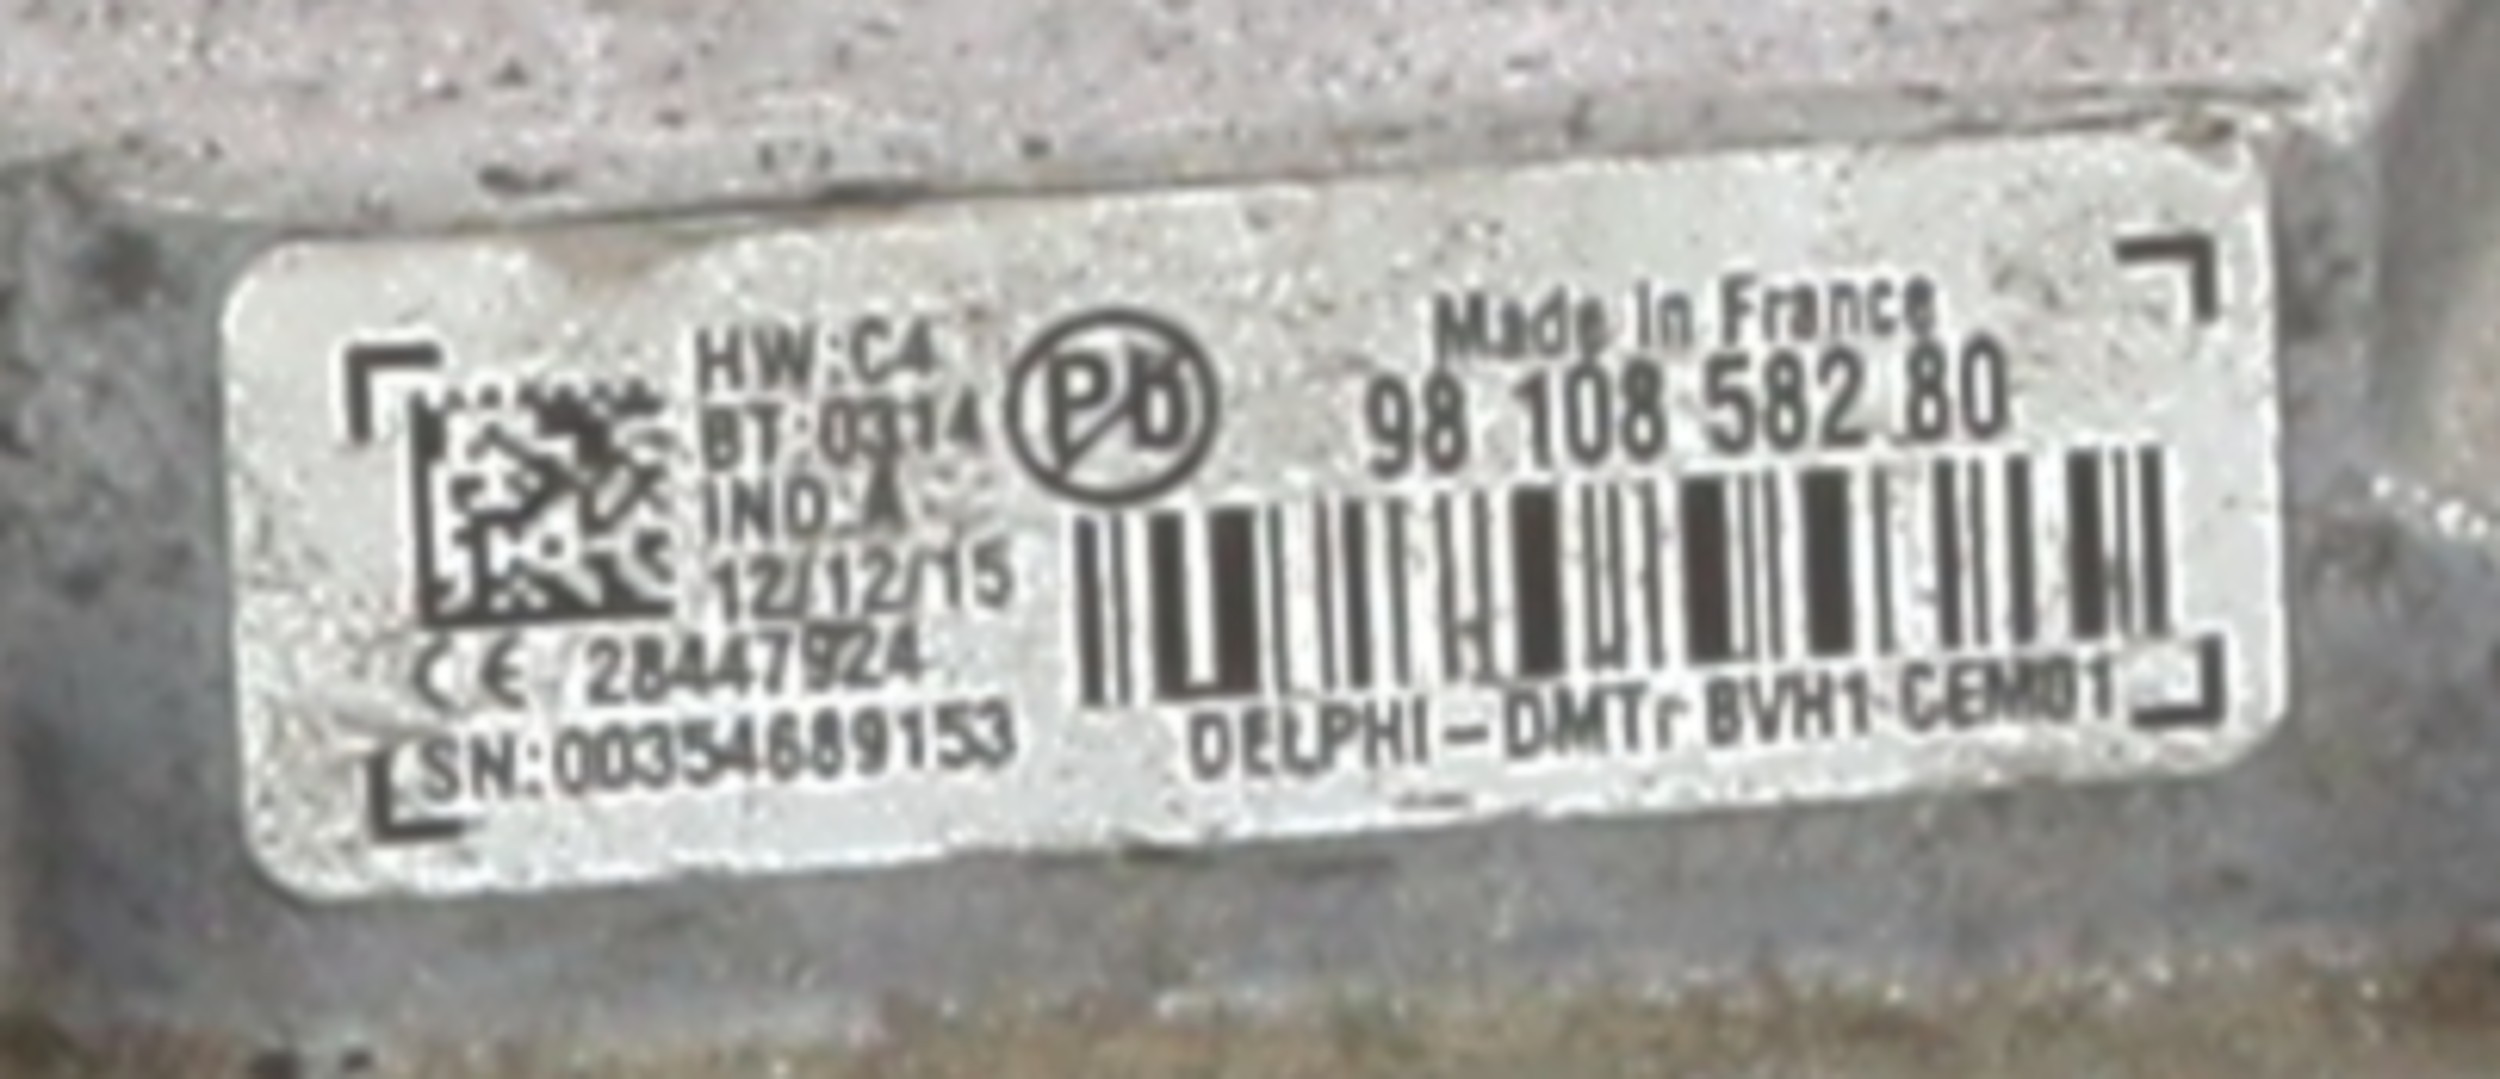 HW:C4
BT:0314
IND:A
12/12/15
CE 28447924
SN:00354689153
Pb
Made in France
98 108 582 80
DELPHI-DMTr BVH1 CEM01